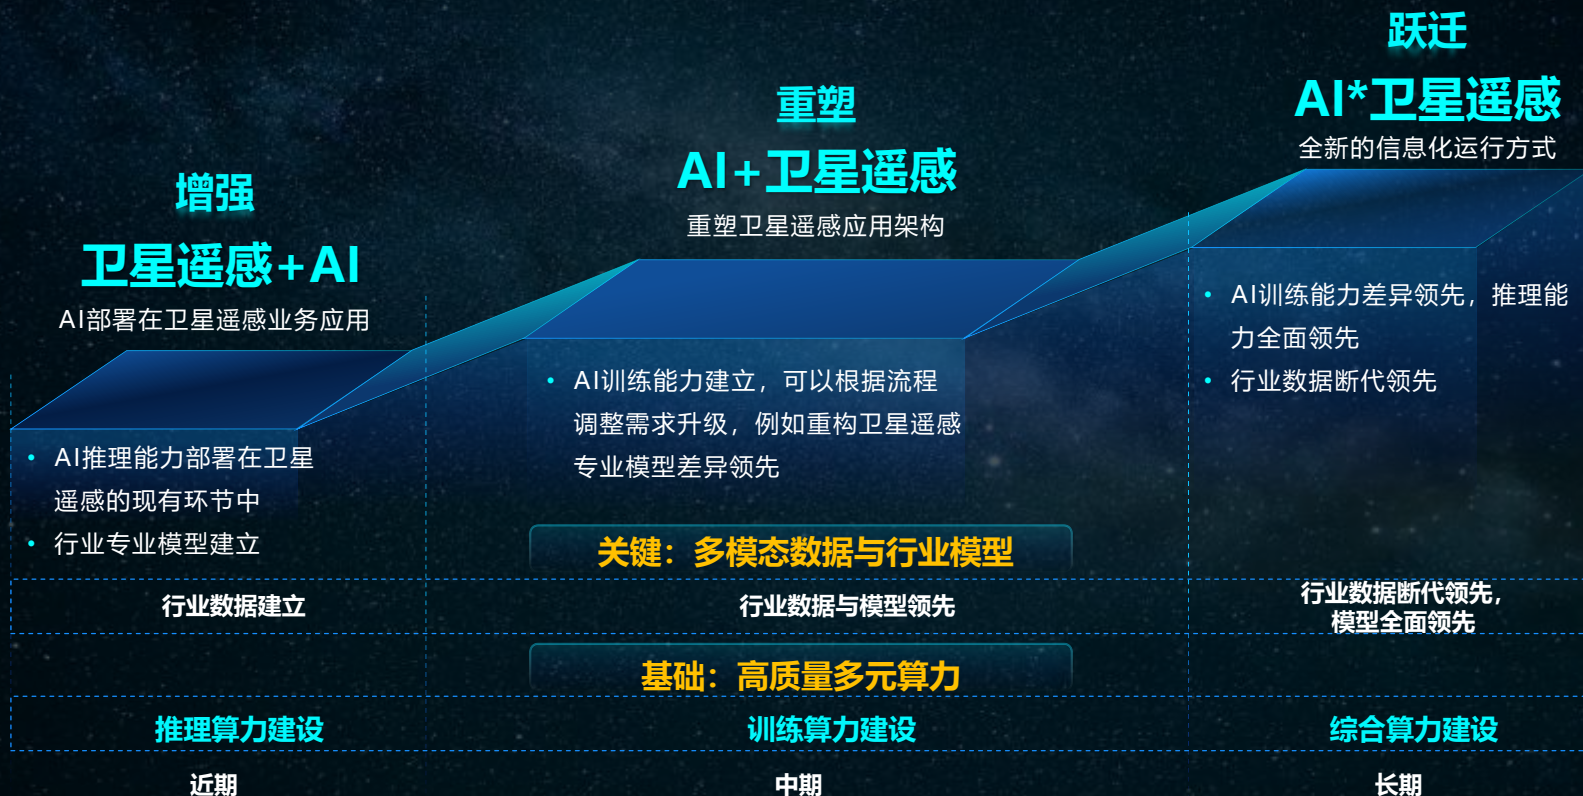 增强
卫星遥感+AI
AI部署在卫星遥感业务应用
• AI推理能力部署在卫星
遥感的现有环节中
• 行业专业模型建立
重塑
AI+卫星遥感
重塑卫星遥感应用架构
• AI训练能力建立，可以根据流程
调整需求升级，例如重构卫星遥感
专业模型差异领先
跃迁
AI*卫星遥感
全新的信息化运行方式
• AI训练能力差异领先，推理能
力全面领先
• 行业数据断代领先
关键：多模态数据与行业模型
行业数据建立
行业数据与模型领先
行业数据断代领先，
模型全面领先
基础：高质量多元算力
推理算力建设
训练算力建设
综合算力建设
近期
中期
长期